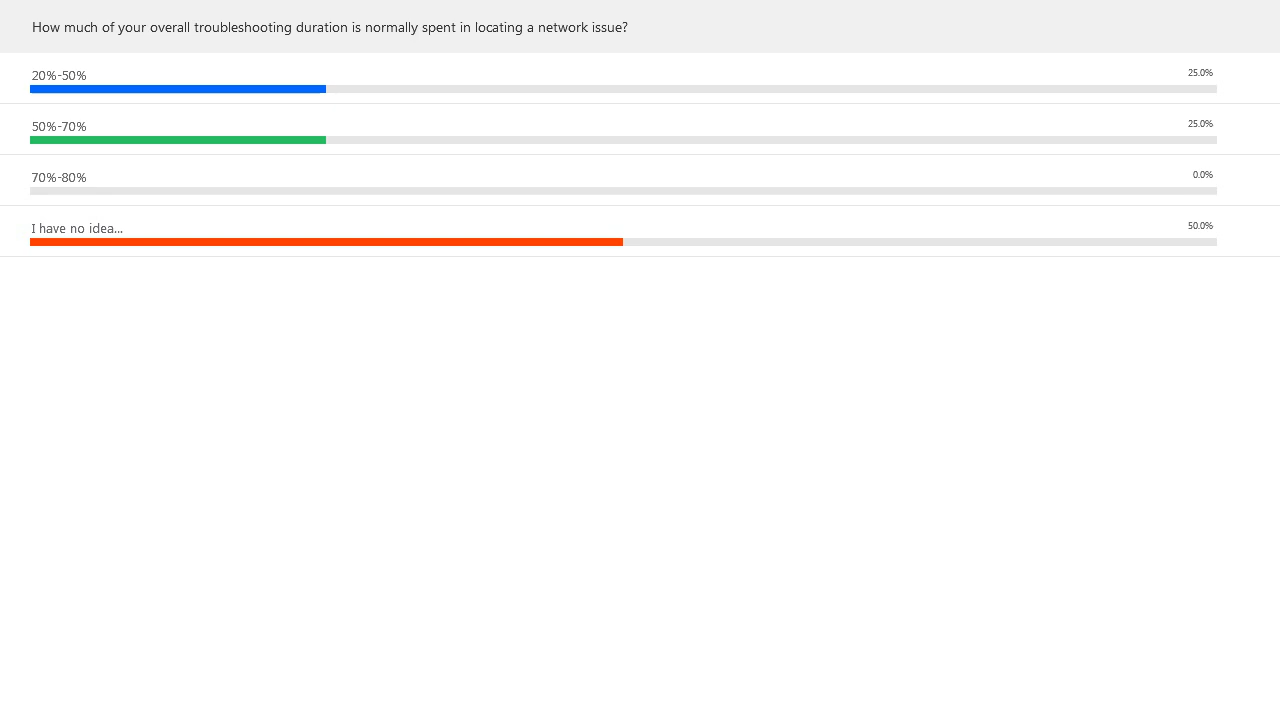 How much of your overall troubleshooting duration is normally spent in locating a network issue?
20%-50% 25.0%
50%-70% 25.0%
70%-80% 0.0%
I have no idea... 50.0%